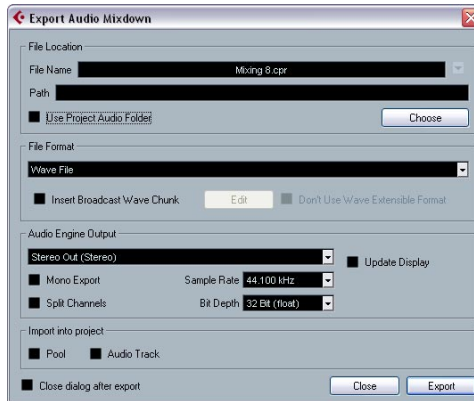 Export Audio Mixdown
File Location
File Name Mixing 8.cpr
Path
Use Project Audio Folder Choose
File Format
Wave File
Insert Broadcast Wave Chunk Edit Don't Use Wave Extensible Format
Audio Engine Output
Stereo Out (Stereo) Update Display
Mono Export Sample Rate 44.100 kHz
Split Channels Bit Depth 32 Bit (float)
Import into project
Pool Audio Track
Close dialog after export Close Export